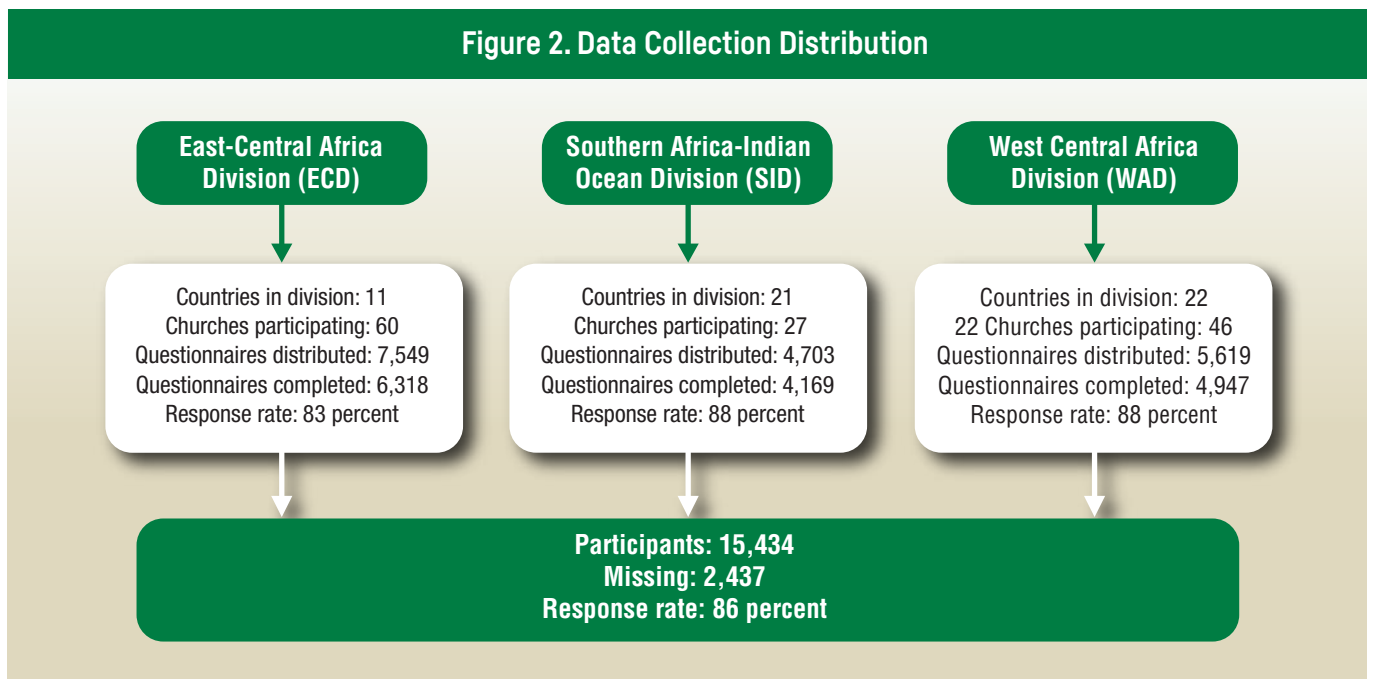 Figure 2. Data Collection Distribution
East-Central Africa
Division (ECD)
Countries in division: 11
Churches participating: 60
Questionnaires distributed: 7,549
Questionnaires completed: 6,318
Response rate: 83 percent
Southern Africa-Indian
Ocean Division (SID)
Countries in division: 21
Churches participating: 27
Questionnaires distributed: 4,703
Questionnaires completed: 4,169
Response rate: 88 percent
West Central Africa
Division (WAD)
Countries in division: 22
22 Churches participating: 46
Questionnaires distributed: 5,619
Questionnaires completed: 4,947
Response rate: 88 percent
Participants: 15,434
Missing: 2,437
Response rate: 86 percent